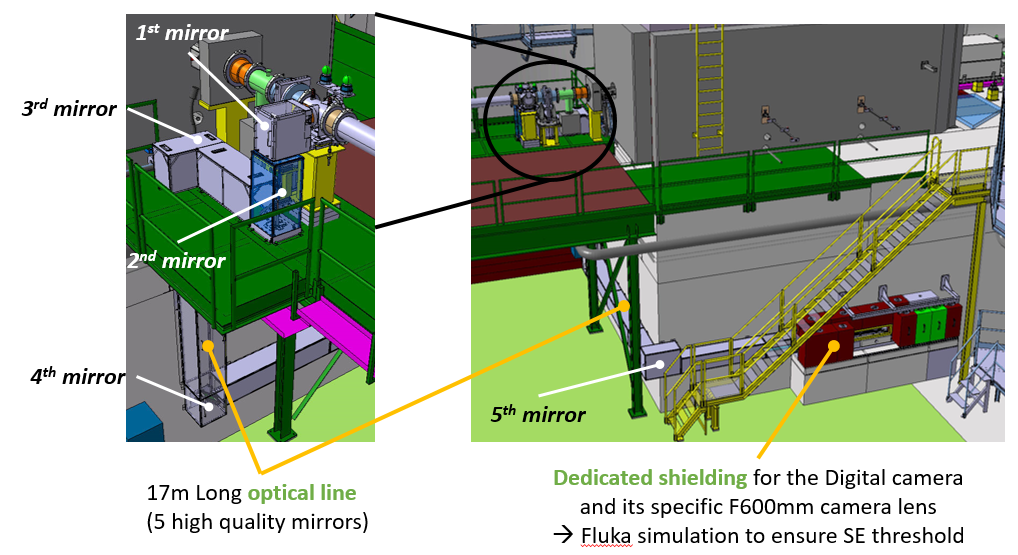 1st mirror
3rd mirror
2nd mirror
4th mirror
5th mirror
17m Long optical line
(5 high quality mirrors)
Dedicated shielding for the Digital camera
and its specific F600mm camera lens
→ Fluka simulation to ensure SE threshold